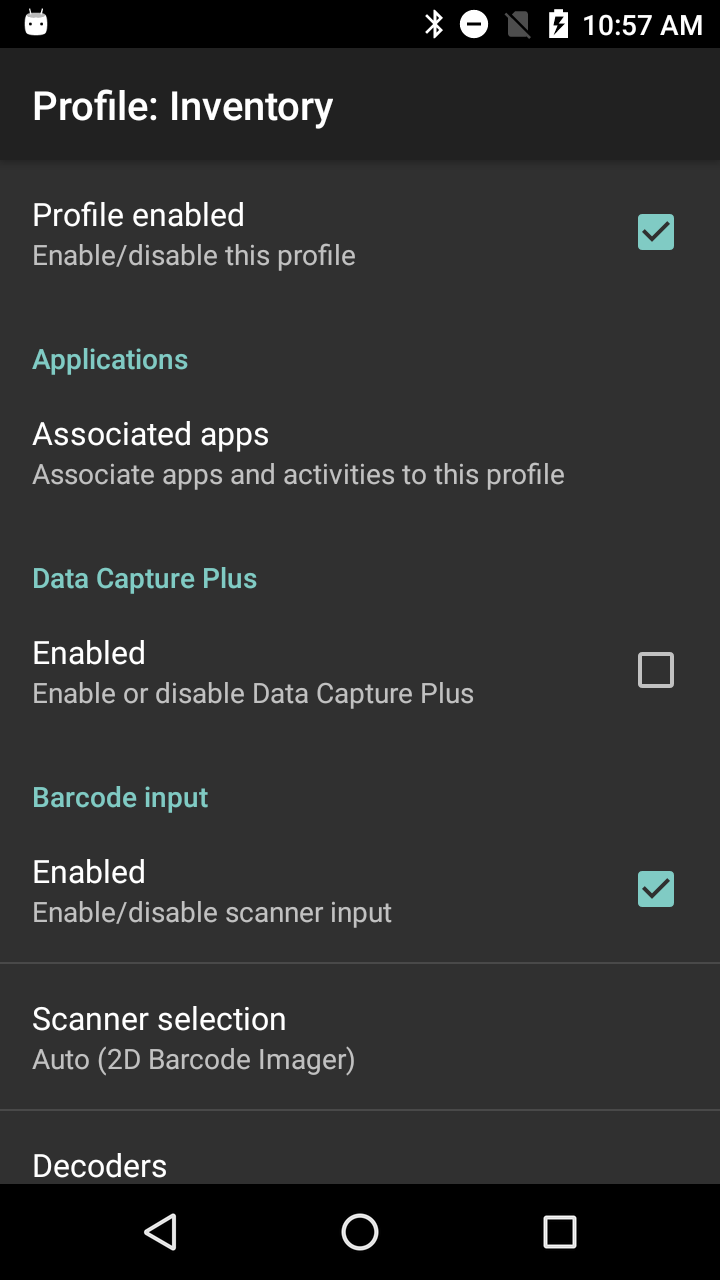 10:57 AM
Profile: Inventory
Profile enabled
Enable/disable this profile
Applications
Associated apps
Associate apps and activities to this profile
Data Capture Plus
Enabled
Enable or disable Data Capture Plus
Barcode input
Enabled
Enable/disable scanner input
Scanner selection
Auto (2D Barcode Imager)
Decoders